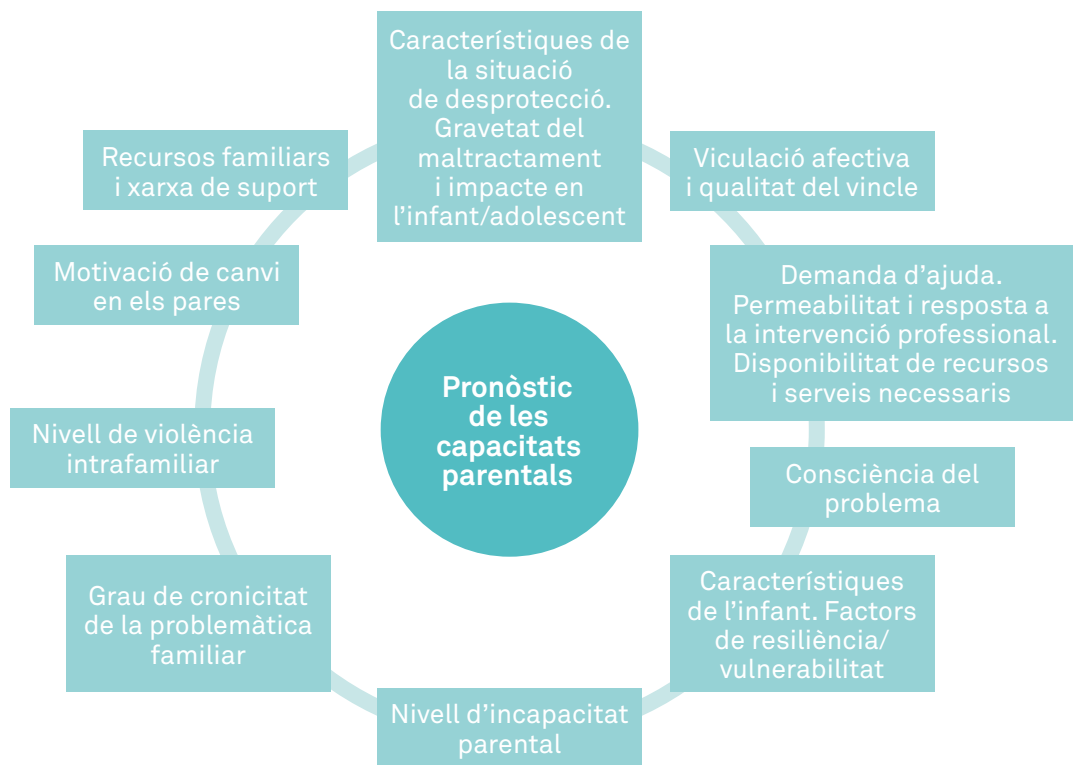 Característiques de
la situació
de desprotecció.
Gravetat del
maltractament
i impacte en
l'infant/adolescent
Viculació afectiva
i qualitat del vincle
Demanda d'ajuda.
Permeabilitat i resposta a
la intervenció professional.
Disponibilitat de recursos
i serveis necessaris
Consciència del
problema
Característiques
de l'infant. Factors
de resiliència/
vulnerabilitat
Nivell d'incapacitat
parental
Grau de cronicitat
de la problemàtica
familiar
Nivell de violència
intrafamiliar
Motivació de canvi
en els pares
Recursos familiars
i xarxa de suport
Pronòstic
de les
capacitats
parentals